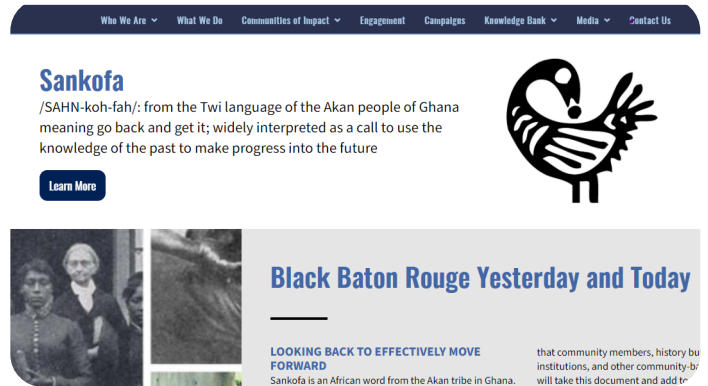 Who We Are What We Do Communities of Impact Engagement Campaigns Knowledge Bank Media Contact Us
Sankofa
/SAHN-koh-fah/: from the Twi language of the Akan people of Ghana
meaning go back and get it; widely interpreted as a call to use the
knowledge of the past to make progress into the future
Learn More
Black Baton Rouge Yesterday and Today
LOOKING BACK TO EFFECTIVELY MOVE
FORWARD
Sankofa is an African word from the Akan tribe in Ghana.
that community members, history
institutions, and other
will take this document and add